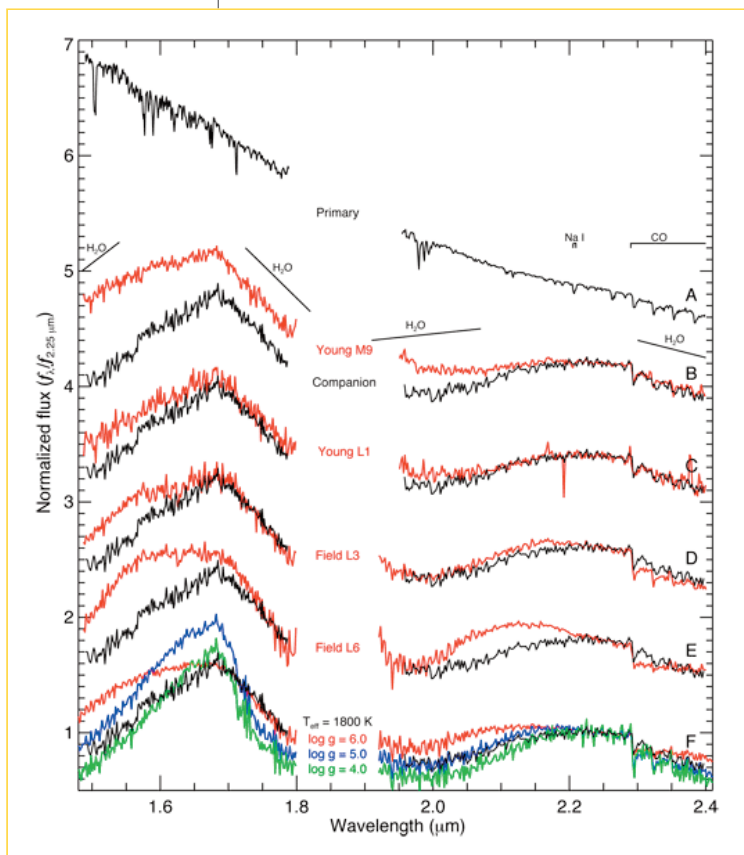 7
6
Primary
Na I
CO
H₂O
5
H₂O
A
H₂O
H₂O
Young M9
B
4
Companion
Normalized flux (fλ/f2.25 μm)
Young L1
C
3
Field L3
D
2
Field L6
E
Teff = 1800 K
1
log g = 6.0
F
log g = 5.0
log g = 4.0
1.6
1.8
2.0
2.2
2.4
Wavelength (μm)